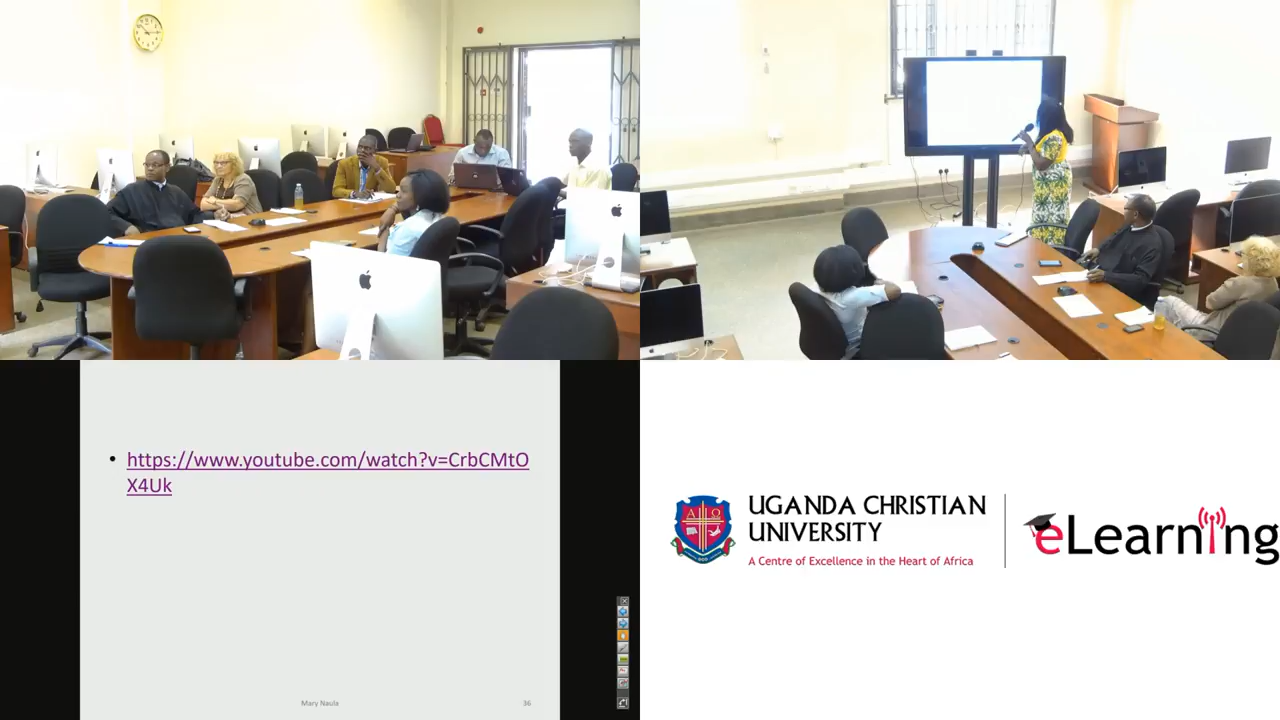 • https://www.youtube.com/watch?v=CrbCMtO
X4Uk
Mary Naula
36
UGANDA CHRISTIAN
UNIVERSITY
A Centre of Excellence in the Heart of Africa
eLearning